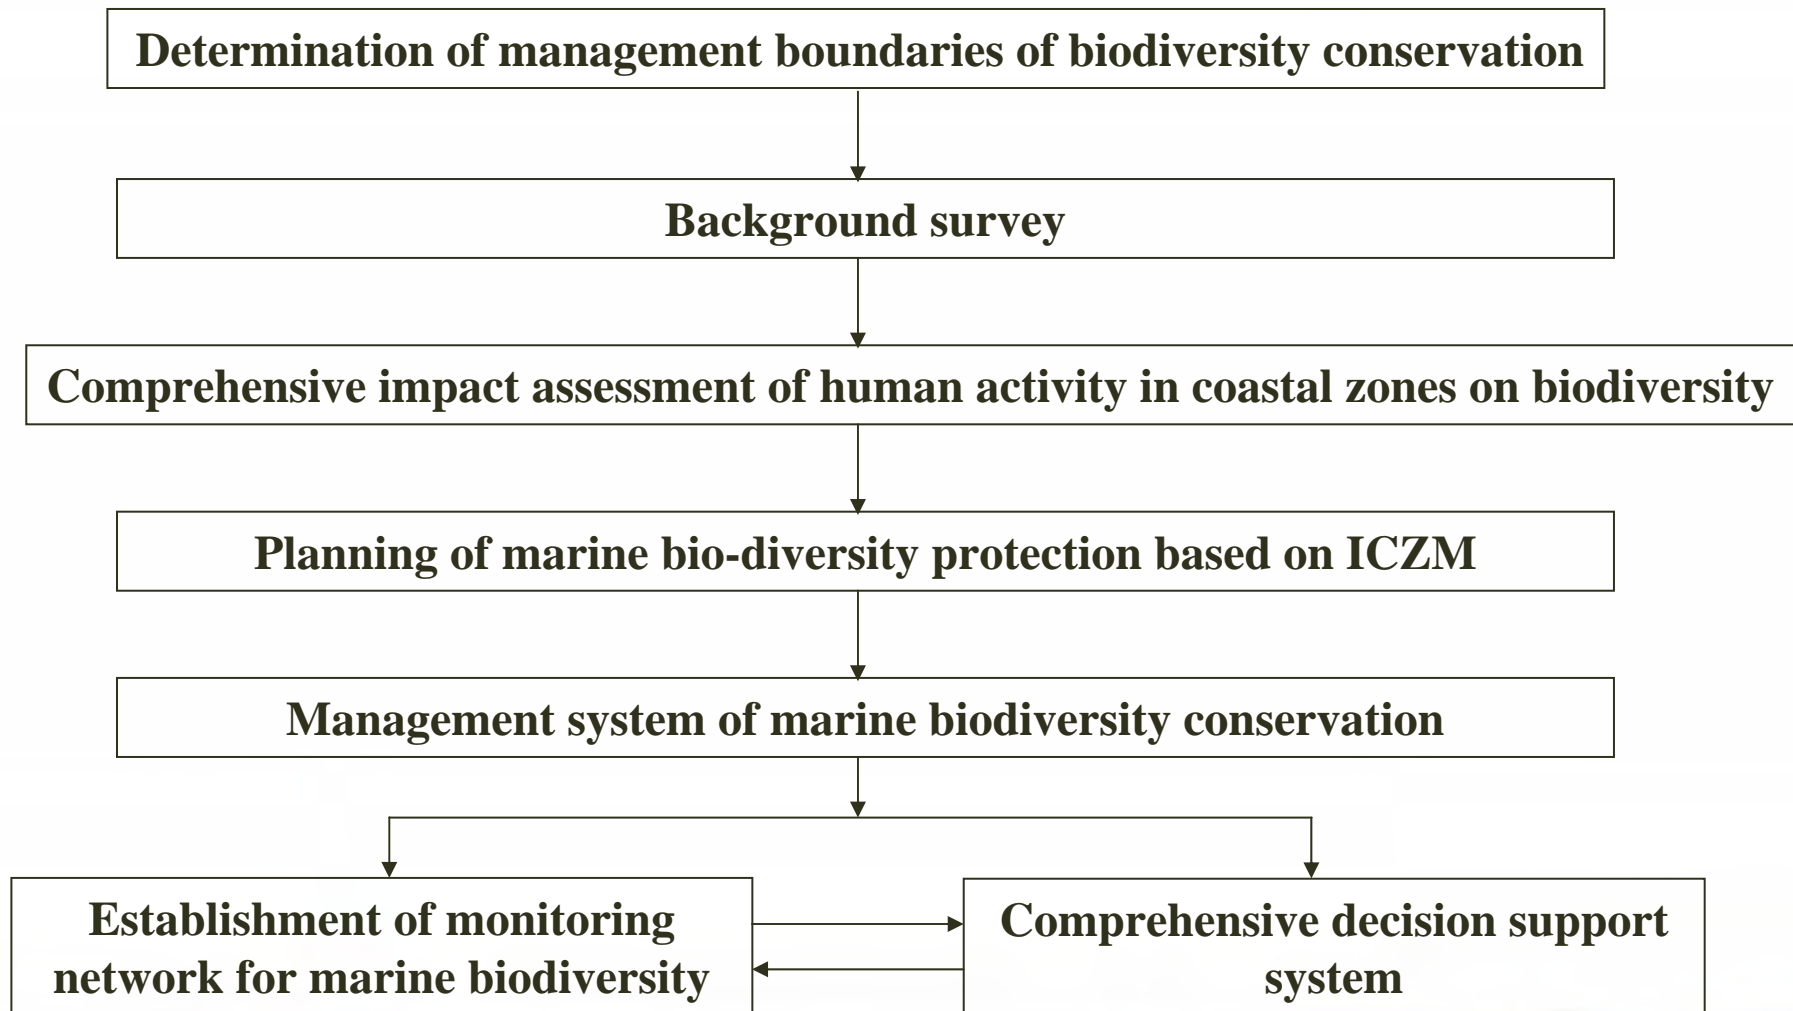 Determination of management boundaries of biodiversity conservation
Background survey
Comprehensive impact assessment of human activity in coastal zones on biodiversity
Planning of marine bio-diversity protection based on ICZM
Management system of marine biodiversity conservation
Establishment of monitoring
network for marine biodiversity
Comprehensive decision support
system